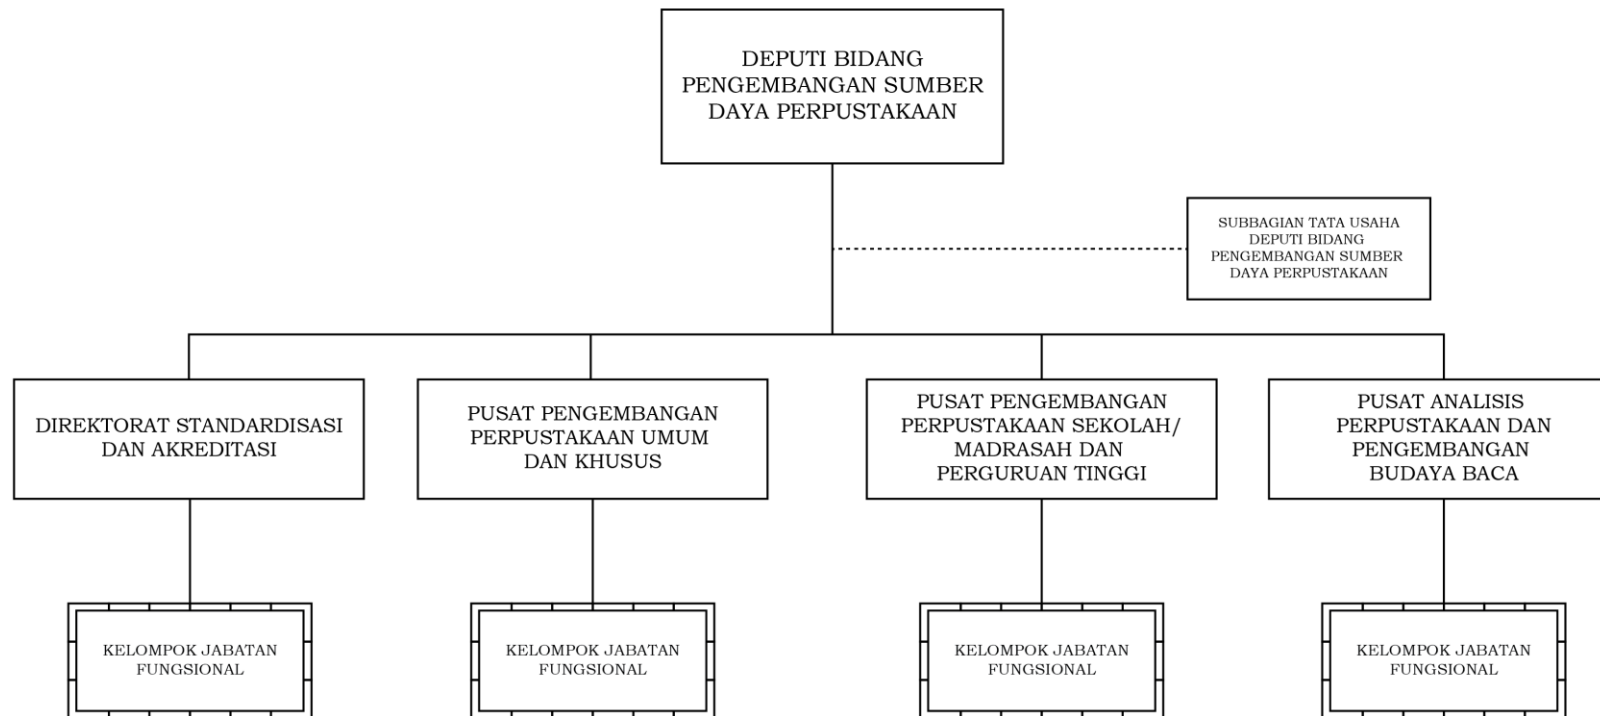 DEPUTI BIDANG
PENGEMBANGAN SUMBER
DAYA PERPUSTAKAAN
SUBBAGIAN TATA USAHA
DEPUTI BIDANG
PENGEMBANGAN SUMBER
DAYA PERPUSTAKAAN
DIREKTORAT STANDARDISASI
DAN AKREDITASI
PUSAT PENGEMBANGAN
PERPUSTAKAAN UMUM
DAN KHUSUS
PUSAT PENGEMBANGAN
PERPUSTAKAAN SEKOLAH/
MADRASAH DAN
PERGURUAN TINGGI
PUSAT ANALISIS
PERPUSTAKAAN DAN
PENGEMBANGAN
BUDAYA BACA
KELOMPOK JABATAN
FUNGSIONAL
KELOMPOK JABATAN
FUNGSIONAL
KELOMPOK JABATAN
FUNGSIONAL
KELOMPOK JABATAN
FUNGSIONAL